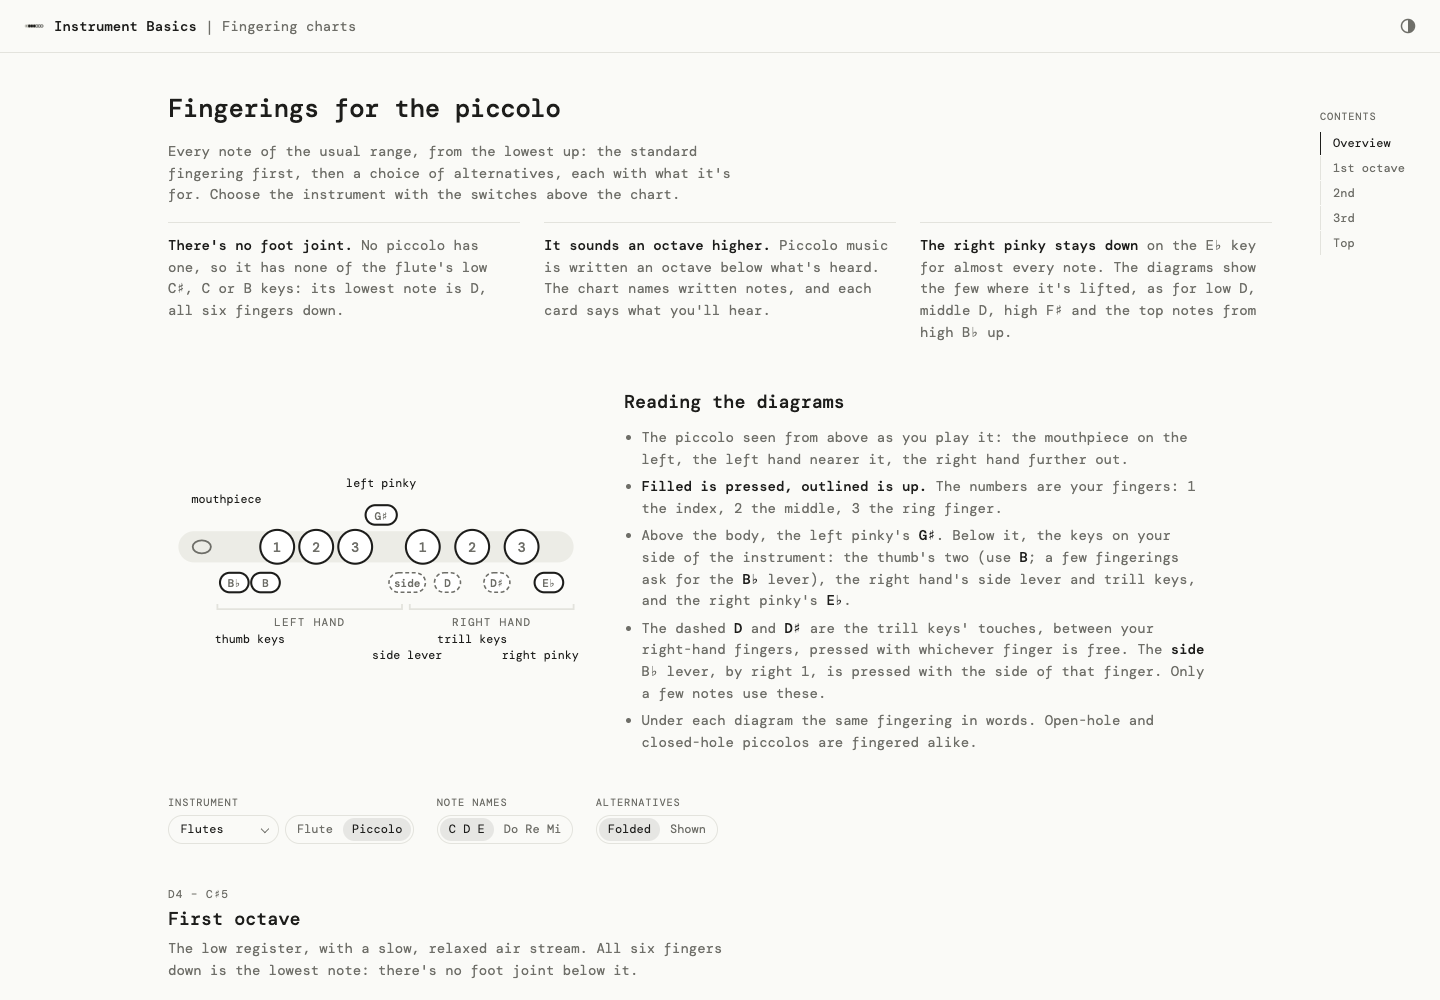 Instrument Basics | Fingering charts
Fingerings for the piccolo
Every note of the usual range, from the lowest up: the standard
fingering first, then a choice of alternatives, each with what it's
for. Choose the instrument with the switches above the chart.
CONTENTS
Overview
1st octave
2nd
3rd
Top
There's no foot joint. No piccolo has
one, so it has none of the flute's low
C♯, C or B keys: its lowest note is D,
all six fingers down.
It sounds an octave higher. Piccolo music
is written an octave below what's heard.
The chart names written notes, and each
card says what you'll hear.
The right pinky stays down on the E♭ key
for almost every note. The diagrams show
the few where it's lifted, as for low D,
middle D, high F♯ and the top notes from
high B♭ up.
left pinky
mouthpiece
G♯
1 2 3 1 2 3
B♭ B side D D♯ E♭
LEFT HAND RIGHT HAND
thumb keys trill keys
side lever right pinky
Reading the diagrams
• The piccolo seen from above as you play it: the mouthpiece on the
left, the left hand nearer it, the right hand further out.
• Filled is pressed, outlined is up. The numbers are your fingers: 1
the index, 2 the middle, 3 the ring finger.
• Above the body, the left pinky's G♯. Below it, the keys on your
side of the instrument: the thumb's two (use B; a few fingerings
ask for the B♭ lever), the right hand's side lever and trill keys,
and the right pinky's E♭.
• The dashed D and D♯ are the trill keys' touches, between your
right-hand fingers, pressed with whichever finger is free. The side
B♭ lever, by right 1, is pressed with the side of that finger. Only
a few notes use these.
• Under each diagram the same fingering in words. Open-hole and
closed-hole piccolos are fingered alike.
INSTRUMENT NOTE NAMES ALTERNATIVES
Flutes Flute Piccolo C D E Do Re Mi Folded Shown
D4 – C♯5
First octave
The low register, with a slow, relaxed air stream. All six fingers
down is the lowest note: there's no foot joint below it.